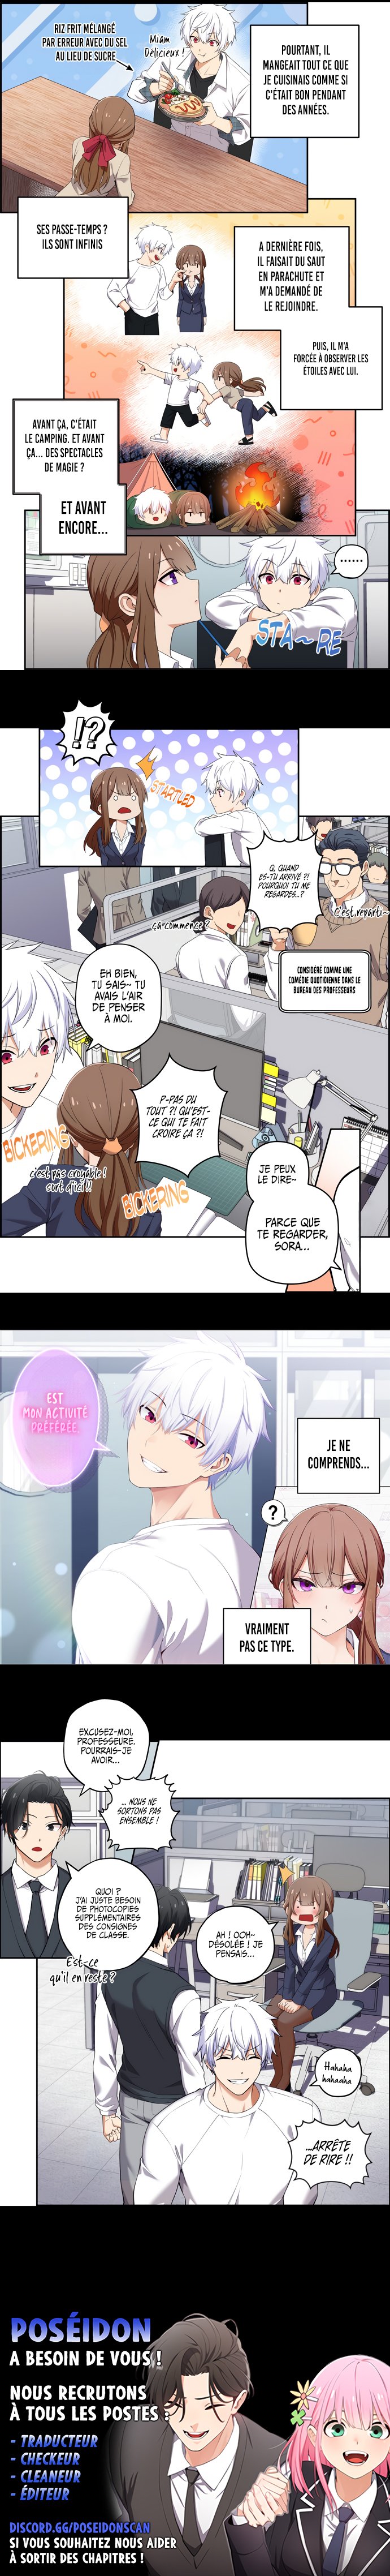 RIZ FRIT MÉLANGÉ
PAR ERREUR AVEC DU SEL
AU LIEU DE SUCRE
Miam
Délicieux !
POURTANT, IL
MANGEAIT TOUT CE QUE
JE CUISINAIS COMME SI
C'ÉTAIT BON PENDANT
DES ANNÉES.
SES PASSE-TEMPS ?
ILS SONT INFINIS
A DERNIÈRE FOIS,
IL FAISAIT DU SAUT
EN PARACHUTE ET
M'A DEMANDÉ DE
LE REJOINDRE.
PUIS, IL M'A
FORCÉE À OBSERVER LES
ÉTOILES AVEC LUI.
AVANT ÇA, C'ÉTAIT
LE CAMPING. ET AVANT
ÇA... DES SPECTACLES
DE MAGIE ?
ET AVANT
ENCORE...
......
STA~RE
!?
STARTLED
Q, QUAND
ES-TU ARRIVÉ ?!
POURQUOI TU ME
REGARDES...?
ça commence ?
C'est reparti~
CONSIDÉRÉ COMME UNE
COMÉDIE QUOTIDIENNE DANS LE
BUREAU DES PROFESSEURS
EH BIEN,
TU SAIS~ TU
AVAIS L'AIR
DE PENSER
À MOI.
P-PAS DU
TOUT ?! QU'EST-
CE QUI TE FAIT
CROIRE ÇA ?!
BICKERING
c'est pas croyable !
sort d'ici !!
BICKERING
JE PEUX
LE DIRE~
PARCE QUE
TE REGARDER,
SORA...
EST
MON ACTIVITÉ
PRÉFÉRÉE
JE NE
COMPRENDS...
?
VRAIMENT
PAS CE TYPE.
EXCUSEZ-MOI,
PROFESSEURE.
POURRAIS-JE
AVOIR...
... NOUS NE
SORTONS PAS
ENSEMBLE !
QUOI ?
J'AI JUSTE BESOIN
DE PHOTOCOPIES
SUPPLÉMENTAIRES
DES CONSIGNES
DE CLASSE.
Est-ce
qu'il en reste ?
AH ! OOH~
DÉSOLÉE ! JE
PENSAIS...
Hahaha
hahaaha
...ARRÊTE
DE RIRE !!
POSÉIDON
A BESOIN DE VOUS !
NOUS RECRUTONS
À TOUS LES POSTES :
- TRADUCTEUR
- CHECKEUR
- CLEANEUR
- ÉDITEUR
DISCORD.GG/POSEIDONSCAN
SI VOUS SOUHAITEZ NOUS AIDER
À SORTIR DES CHAPITRES !